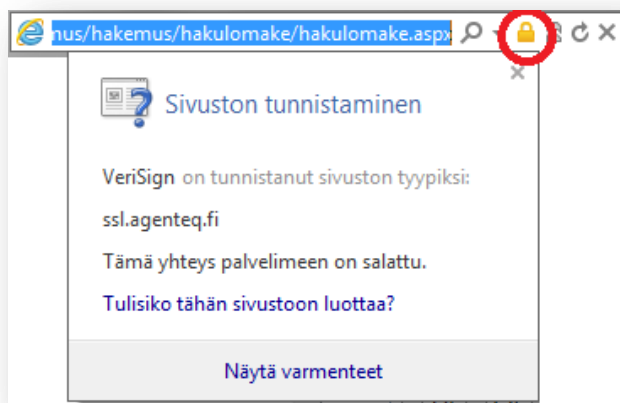 nus/hakemus/hakulomake/hakulomake.aspx
Sivuston tunnistaminen
VeriSign on tunnistanut sivuston tyypiksi:
ssl.agenteq.fi
Tämä yhteys palvelimeen on salattu.
Tulisiko tähän sivustoon luottaa?
Näytä varmenteet